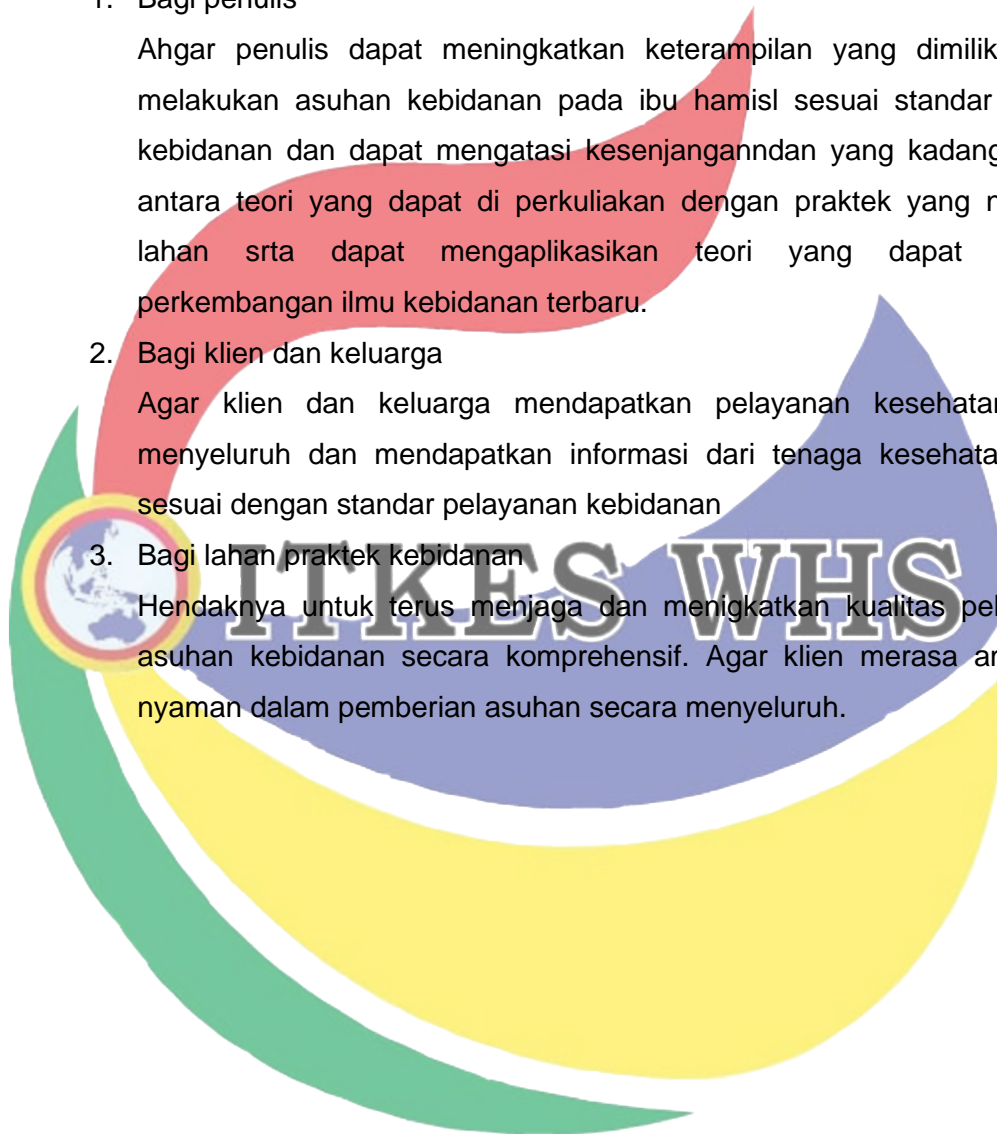 1. Bagi penulis
Ahgar penulis dapat meningkatkan keterampilan yang dimilik
melakukan asuhan kebidanan pada ibu hamisl sesuai standar
kebidanan dan dapat mengatasi kesenjanganndan yang kadang
antara teori yang dapat di perkuliakan dengan praktek yang n
lahan srta dapat mengaplikasikan teori yang dapat
perkembangan ilmu kebidanan terbaru.
2. Bagi klien dan keluarga
Agar klien dan keluarga mendapatkan pelayanan kesehatan
menyeluruh dan mendapatkan informasi dari tenaga kesehata
sesuai dengan standar pelayanan kebidanan
3. Bagi lahan praktek kebidanan
ITKES WHS
Hendaknya untuk terus menjaga dan menigkatkan kualitas pel
asuhan kebidanan secara komprehensif. Agar klien merasa a
nyaman dalam pemberian asuhan secara menyeluruh.